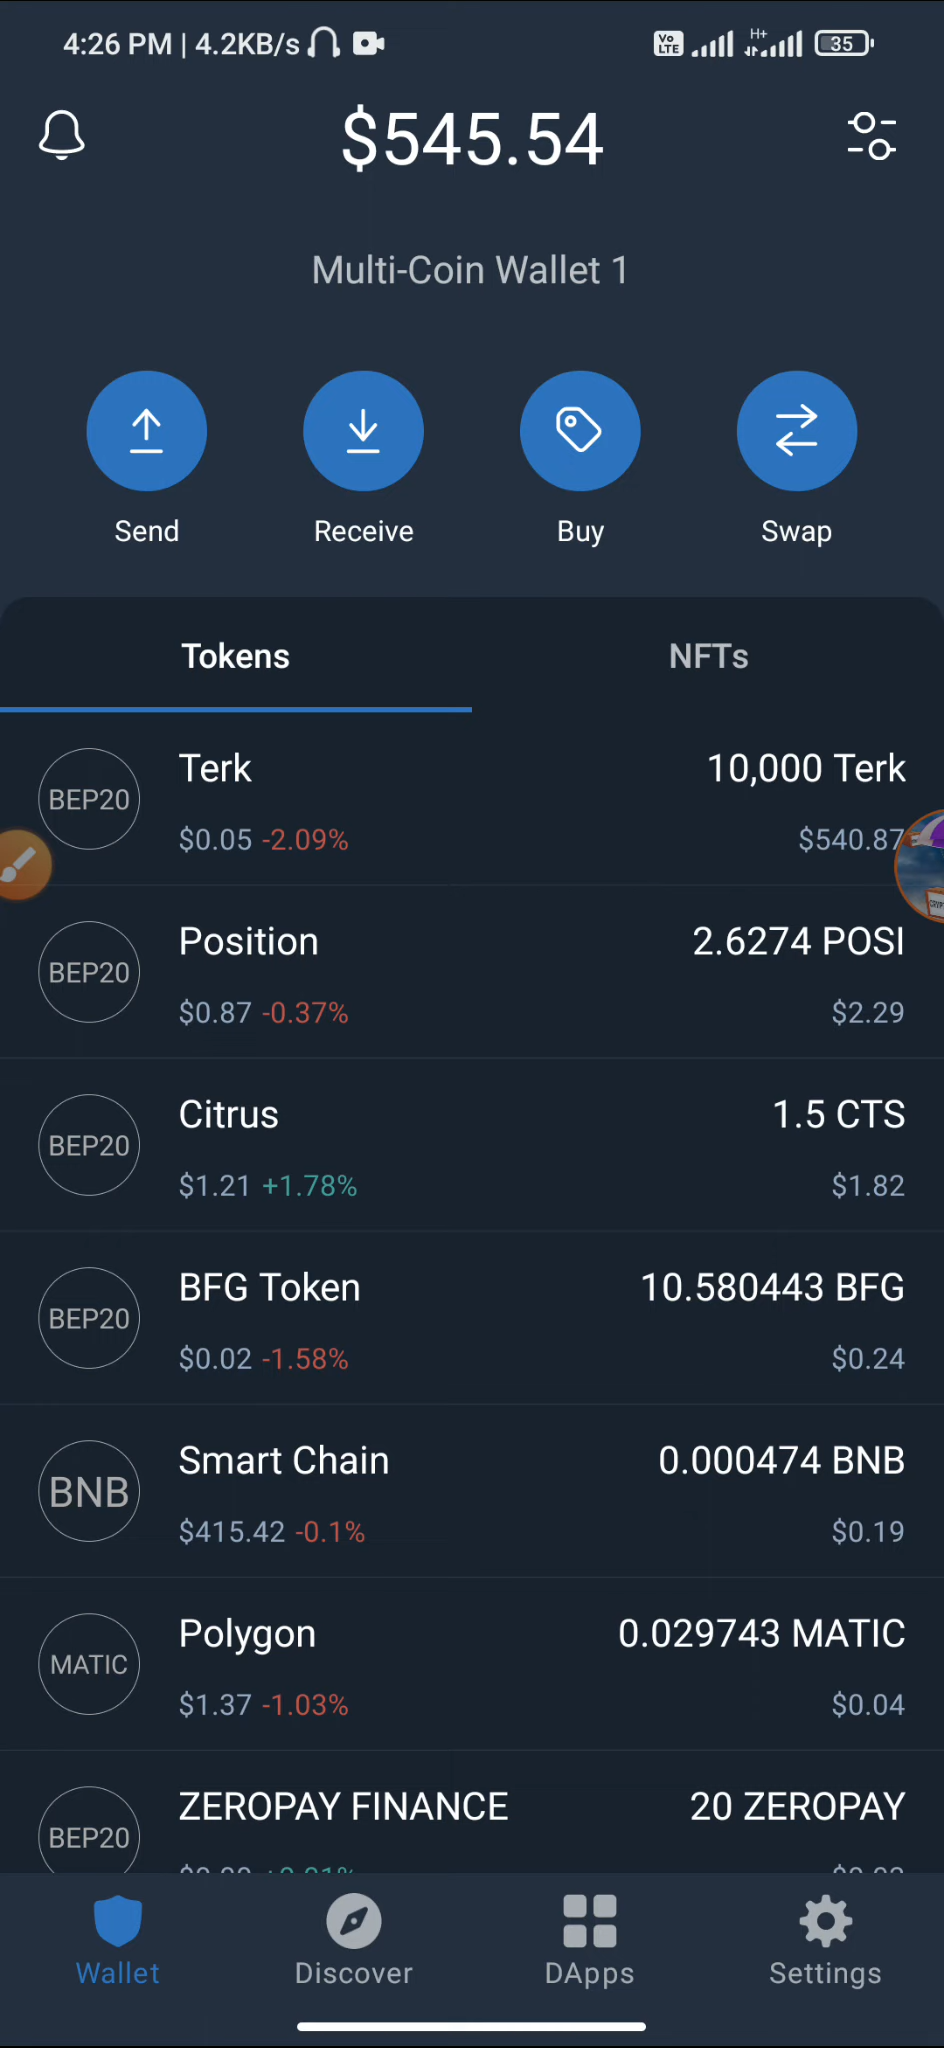 4:26 PM | 4.2KB/s
Vo LTE
H+
35
$545.54
Multi-Coin Wallet 1
Send
Receive
Buy
Swap
Tokens
NFTs
BEP20
Terk
10,000 Terk
$0.05 -2.09%
$540.87
BEP20
Position
2.6274 POSI
$0.87 -0.37%
$2.29
BEP20
Citrus
1.5 CTS
$1.21 +1.78%
$1.82
BEP20
BFG Token
10.580443 BFG
$0.02 -1.58%
$0.24
BNB
Smart Chain
0.000474 BNB
$415.42 -0.1%
$0.19
MATIC
Polygon
0.029743 MATIC
$1.37 -1.03%
$0.04
BEP20
ZEROPAY FINANCE
20 ZEROPAY
Wallet
Discover
DApps
Settings